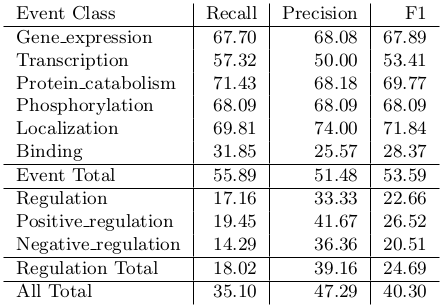 Event Class Recall Precision F1
Gene_expression 67.70 68.08 67.89
Transcription 57.32 50.00 53.41
Protein_catabolism 71.43 68.18 69.77
Phosphorylation 68.09 68.09 68.09
Localization 69.81 74.00 71.84
Binding 31.85 25.57 28.37
Event Total 55.89 51.48 53.59
Regulation 17.16 33.33 22.66
Positive_regulation 19.45 41.67 26.52
Negative_regulation 14.29 36.36 20.51
Regulation Total 18.02 39.16 24.69
All Total 35.10 47.29 40.30